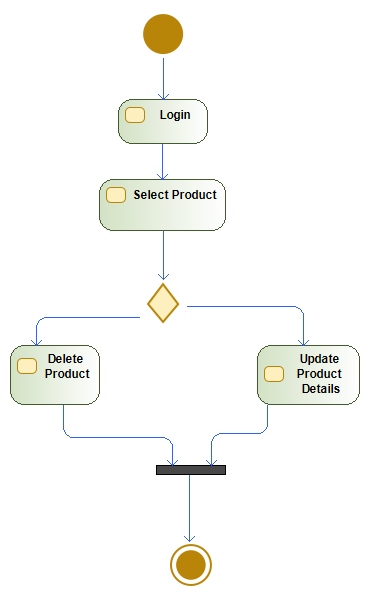 Login
Select Product
Delete
Product
Update
Product
Details